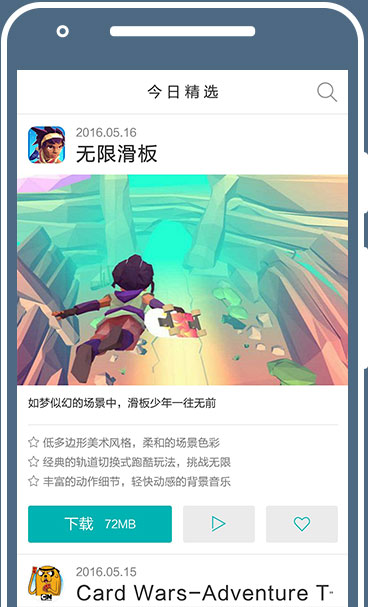 今日精选
2016.05.16
无限滑板
如梦似幻的场景中，滑板少年一往无前
☆ 低多边形美术风格，柔和的场景色彩
☆ 经典的轨道切换式跑酷玩法，挑战无限
☆ 丰富的动作细节，轻快动感的背景音乐
下载 72MB
2016.05.15
Card Wars-Adventure T
CN